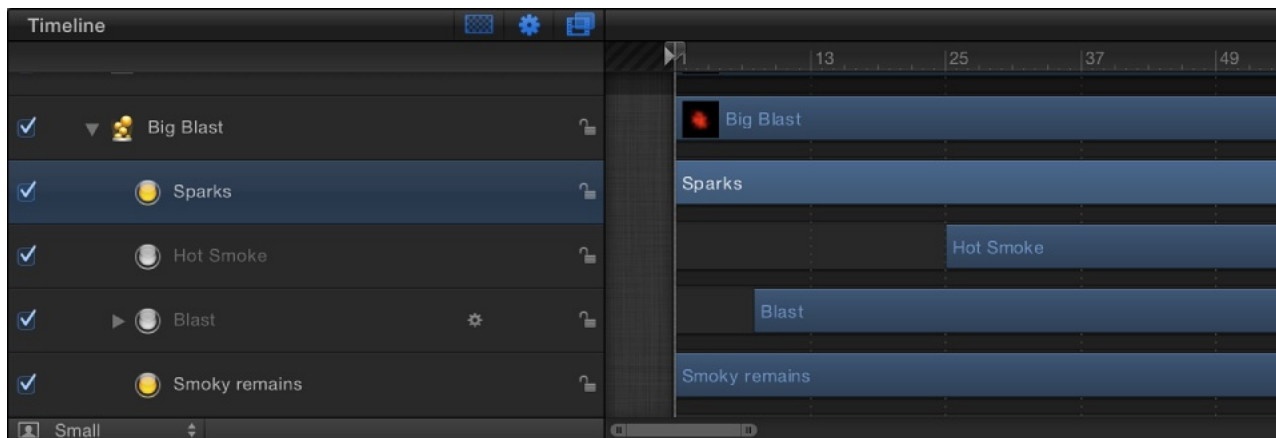 Timeline
1 13 25 37 49
Big Blast Big Blast
Sparks Sparks
Hot Smoke Hot Smoke
Blast Blast
Smoky remains Smoky remains
Small